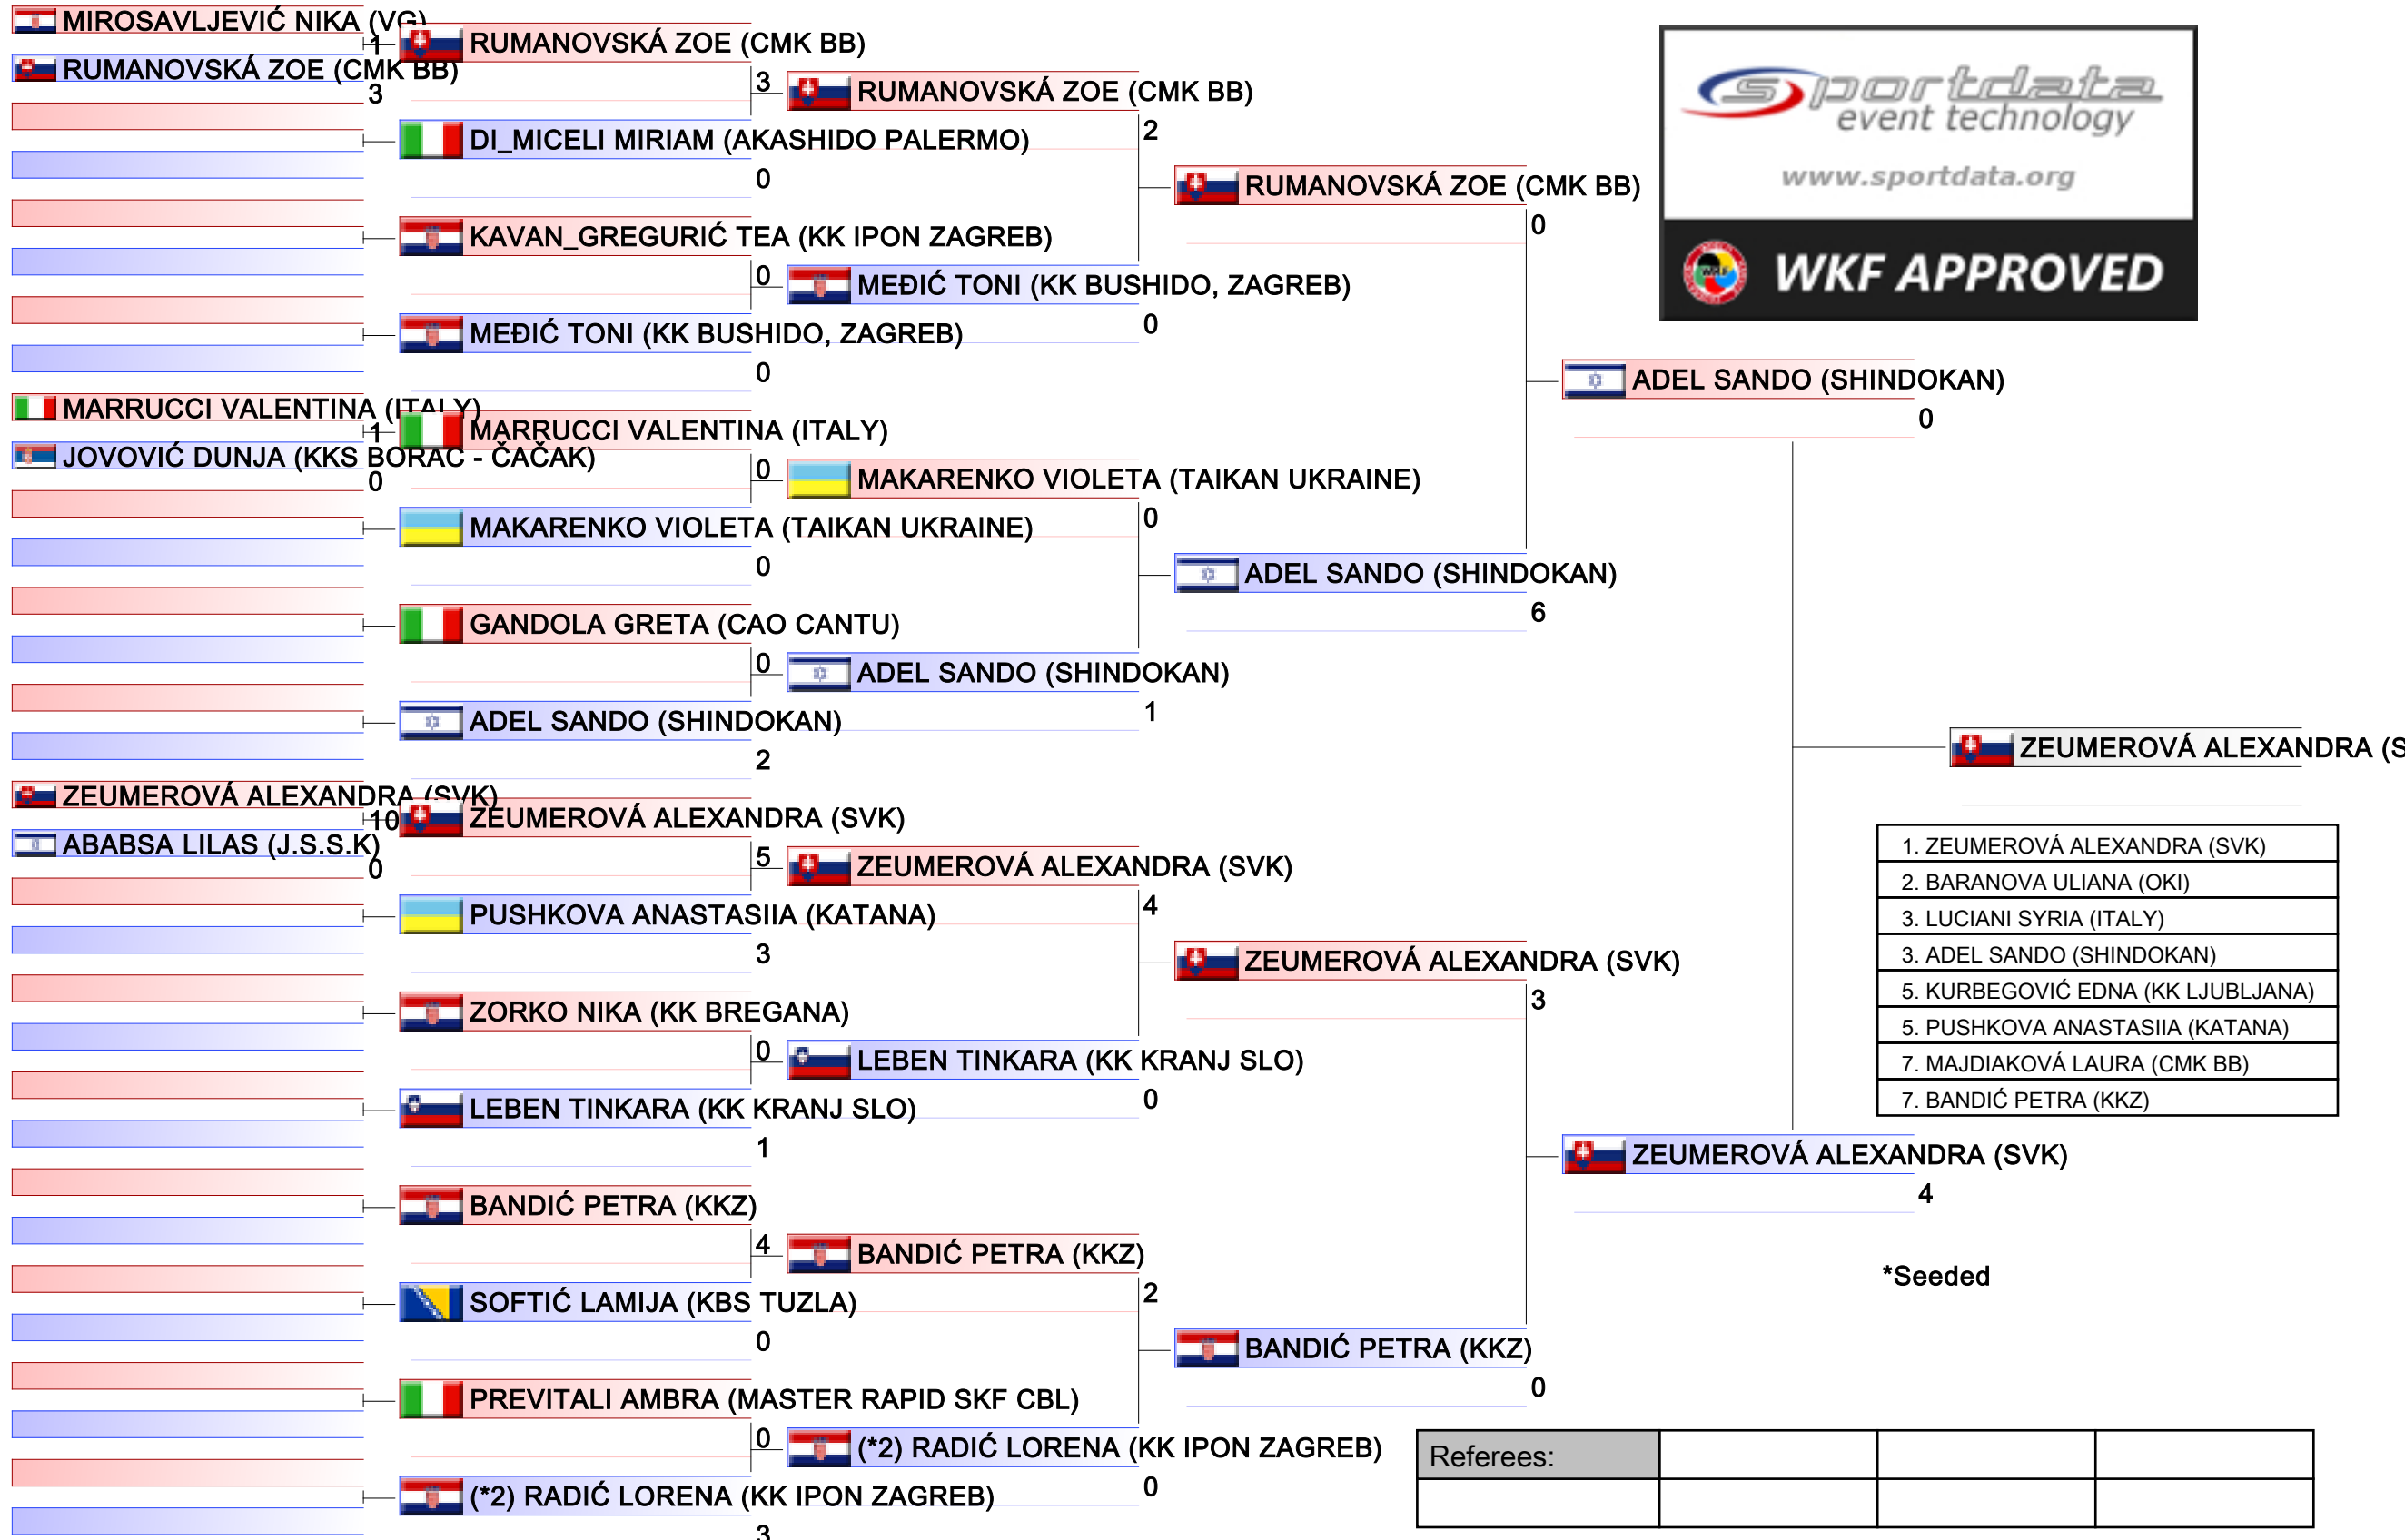 MIROSAVLJEVIĆ NIKA (VG)
1
RUMANOVSKÁ ZOE (CMK BB)
3
MARRUCCI VALENTINA (ITALY)
1
JOVOVIĆ DUNJA (KKS BORAC - ČAČAK)
0
ZEUMEROVÁ ALEXANDRA (SVK)
10
ABABSA LILAS (J.S.S.K)
0
RUMANOVSKÁ ZOE (CMK BB)
3
DI_MICELI MIRIAM (AKASHIDO PALERMO)
0
KAVAN_GREGURIĆ TEA (KK IPON ZAGREB)
0
MEĐIĆ TONI (KK BUSHIDO, ZAGREB)
0
MARRUCCI VALENTINA (ITALY)
0
MAKARENKO VIOLETA (TAIKAN UKRAINE)
0
GANDOLA GRETA (CAO CANTU)
0
ADEL SANDO (SHINDOKAN)
2
ZEUMEROVÁ ALEXANDRA (SVK)
5
PUSHKOVA ANASTASIIA (KATANA)
3
ZORKO NIKA (KK BREGANA)
0
LEBEN TINKARA (KK KRANJ SLO)
1
BANDIĆ PETRA (KKZ)
4
SOFTIĆ LAMIJA (KBS TUZLA)
0
PREVITALI AMBRA (MASTER RAPID SKF CBL)
0
(*2) RADIĆ LORENA (KK IPON ZAGREB)
3
RUMANOVSKÁ ZOE (CMK BB)
2
MEĐIĆ TONI (KK BUSHIDO, ZAGREB)
0
MAKARENKO VIOLETA (TAIKAN UKRAINE)
0
ADEL SANDO (SHINDOKAN)
1
ZEUMEROVÁ ALEXANDRA (SVK)
4
LEBEN TINKARA (KK KRANJ SLO)
0
BANDIĆ PETRA (KKZ)
2
(*2) RADIĆ LORENA (KK IPON ZAGREB)
0
RUMANOVSKÁ ZOE (CMK BB)
0
ADEL SANDO (SHINDOKAN)
6
ZEUMEROVÁ ALEXANDRA (SVK)
3
BANDIĆ PETRA (KKZ)
0
ADEL SANDO (SHINDOKAN)
0
ZEUMEROVÁ ALEXANDRA (SVK)
4
ZEUMEROVÁ ALEXANDRA (S
sportdata
event technology
www.sportdata.org
WKF
WKF APPROVED
1. ZEUMEROVÁ ALEXANDRA (SVK)
2. BARANOVA ULIANA (OKI)
3. LUCIANI SYRIA (ITALY)
3. ADEL SANDO (SHINDOKAN)
5. KURBEGOVIĆ EDNA (KK LJUBLJANA)
5. PUSHKOVA ANASTASIIA (KATANA)
7. MAJDIAKOVÁ LAURA (CMK BB)
7. BANDIĆ PETRA (KKZ)
*Seeded
Referees: